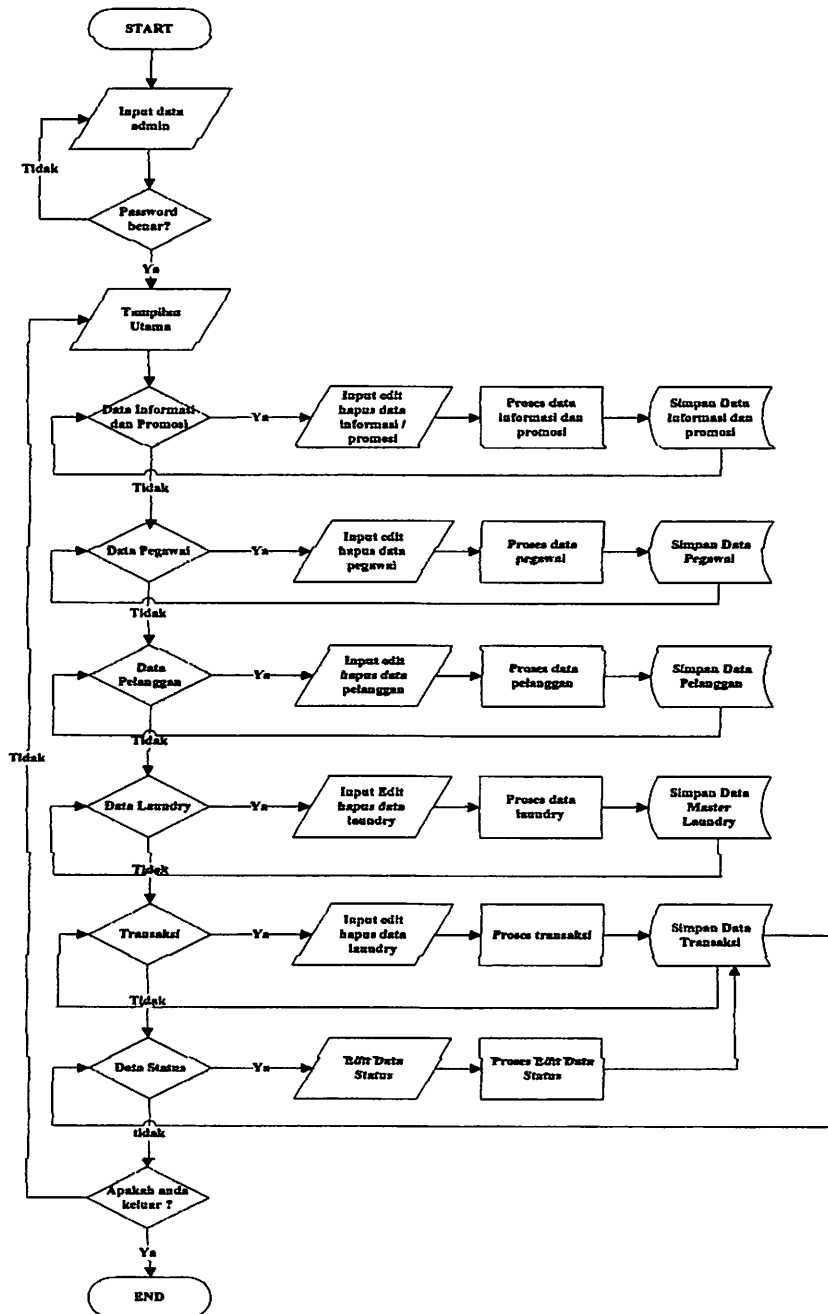 START
Input data
admin
Tidak
Password
benar?
Ya
Tampilan
Utama
Data Informasi
dan Promosi
Ya
Input edit
hapus data
informasi /
promosi
Proses data
informasi dan
promosi
Simpan Data
Informasi dan
promosi
Tidak
Data Pegawai
Ya
Input edit
hapus data
pegawai
Proses data
pegawai
Simpan Data
Pegawai
Tidak
Data
Pelanggan
Ya
Input edit
hapus data
pelanggan
Proses data
pelanggan
Simpan Data
Pelanggan
Tidak
Tidak
Data Laundry
Ya
Input Edit
hapus data
laundry
Proses data
laundry
Simpan Data
Master
Laundry
Tidak
Transaksi
Ya
Input edit
hapus data
laundry
Proses transaksi
Simpan Data
Transaksi
Tidak
Data Status
Ya
Edit Data
Status
Proses Edit Data
Status
tidak
Apakah anda
keluar ?
Ya
END